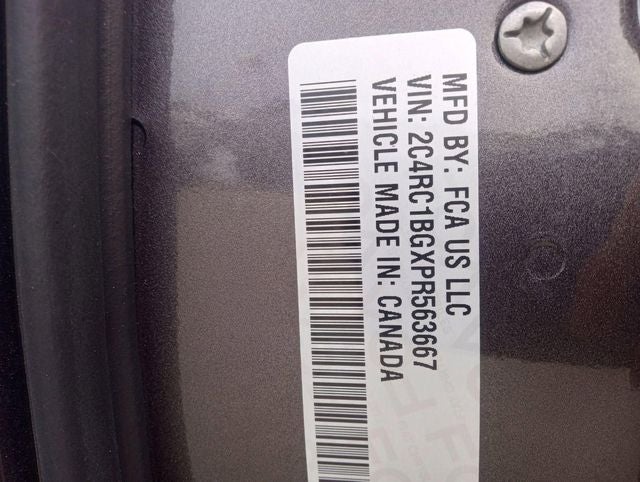 MFD BY: FCA US LLC
VIN: 2C4RC1BGXPR563667
VEHICLE MADE IN: CANADA